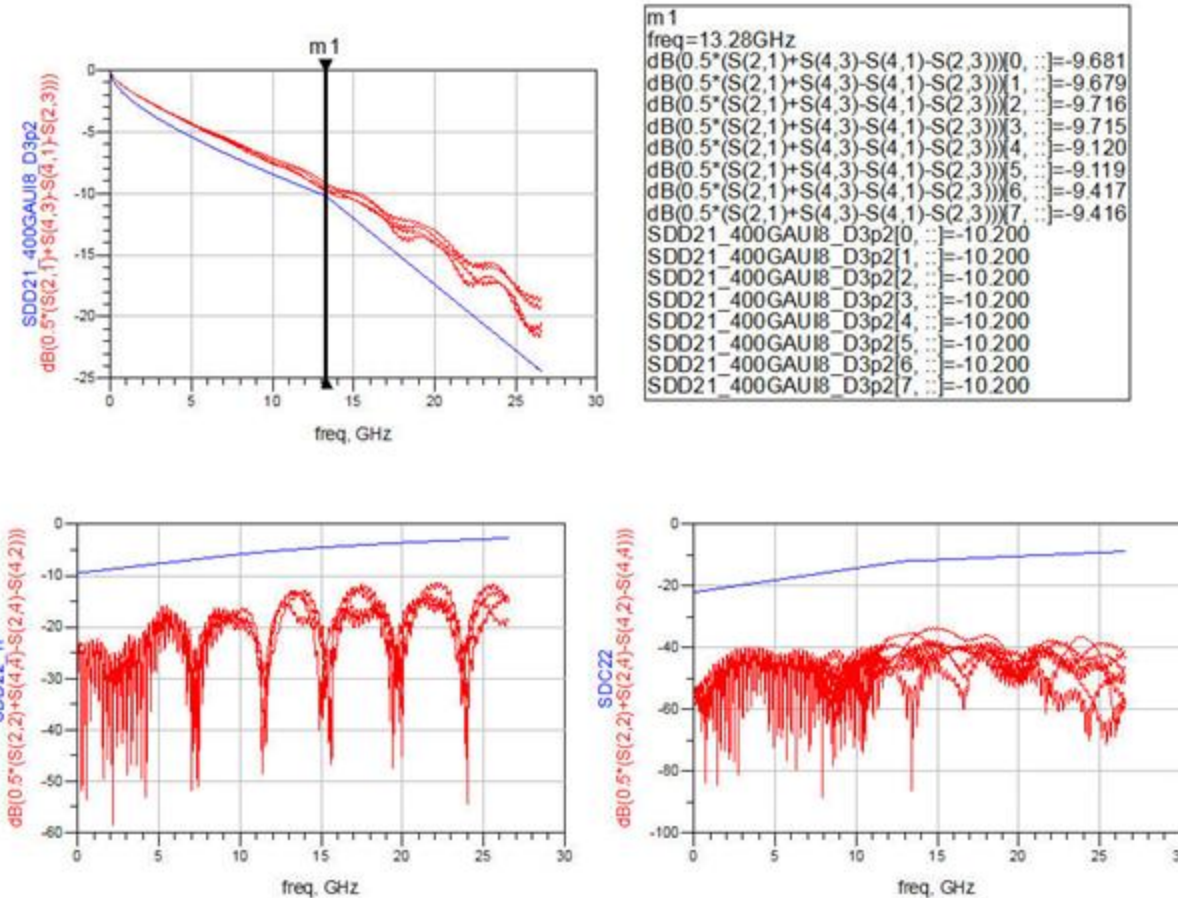 m1
0
-5
-10
-15
-20
-25
0
5
10
15
20
25
30
freq, GHz
SDD21_400GAUI8_D3p2
dB(0.5*(S(2,1)+S(4,3)-S(4,1)-S(2,3)))
m1
freq=13.28GHz
dB(0.5*(S(2,1)+S(4,3)-S(4,1)-S(2,3)))[0, ::]=-9.681
dB(0.5*(S(2,1)+S(4,3)-S(4,1)-S(2,3)))[1, ::]=-9.679
dB(0.5*(S(2,1)+S(4,3)-S(4,1)-S(2,3)))[2, ::]=-9.716
dB(0.5*(S(2,1)+S(4,3)-S(4,1)-S(2,3)))[3, ::]=-9.715
dB(0.5*(S(2,1)+S(4,3)-S(4,1)-S(2,3)))[4, ::]=-9.120
dB(0.5*(S(2,1)+S(4,3)-S(4,1)-S(2,3)))[5, ::]=-9.119
dB(0.5*(S(2,1)+S(4,3)-S(4,1)-S(2,3)))[6, ::]=-9.417
dB(0.5*(S(2,1)+S(4,3)-S(4,1)-S(2,3)))[7, ::]=-9.416
SDD21_400GAUI8_D3p2[0, ::]=-10.200
SDD21_400GAUI8_D3p2[1, ::]=-10.200
SDD21_400GAUI8_D3p2[2, ::]=-10.200
SDD21_400GAUI8_D3p2[3, ::]=-10.200
SDD21_400GAUI8_D3p2[4, ::]=-10.200
SDD21_400GAUI8_D3p2[5, ::]=-10.200
SDD21_400GAUI8_D3p2[6, ::]=-10.200
SDD21_400GAUI8_D3p2[7, ::]=-10.200
0
-10
-20
-30
-40
-50
-60
0
5
10
15
20
25
30
freq, GHz
dB(0.5*(S(2,2)+S(4,4)-S(2,4)-S(4,2)))
0
-20
-40
-60
-80
-100
0
5
10
15
20
25
freq, GHz
SDC22
dB(0.5*(S(2,2)+S(2,4)-S(4,2)-S(4,4)))